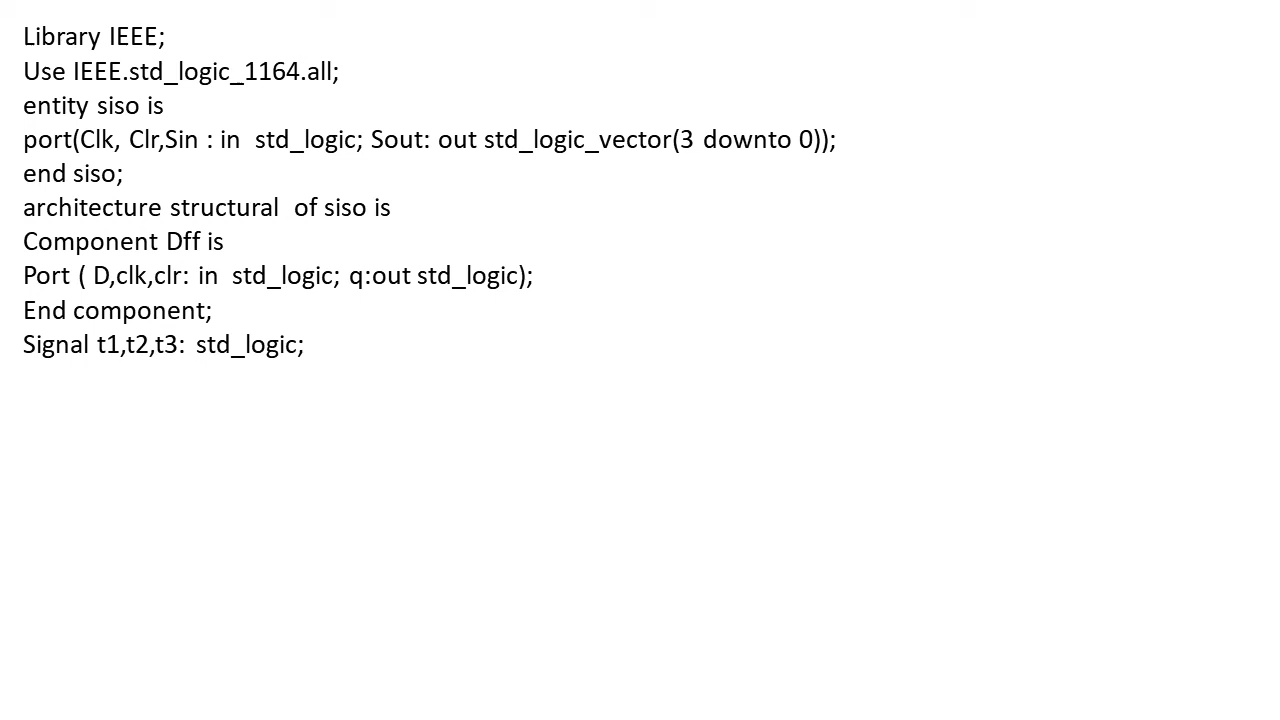 Library IEEE;
Use IEEE.std_logic_1164.all;
entity siso is
port(Clk, Clr,Sin : in  std_logic; Sout: out std_logic_vector(3 downto 0));
end siso;
architecture structural  of siso is
Component Dff is
Port ( D,clk,clr: in  std_logic; q:out std_logic);
End component;
Signal t1,t2,t3:  std_logic;